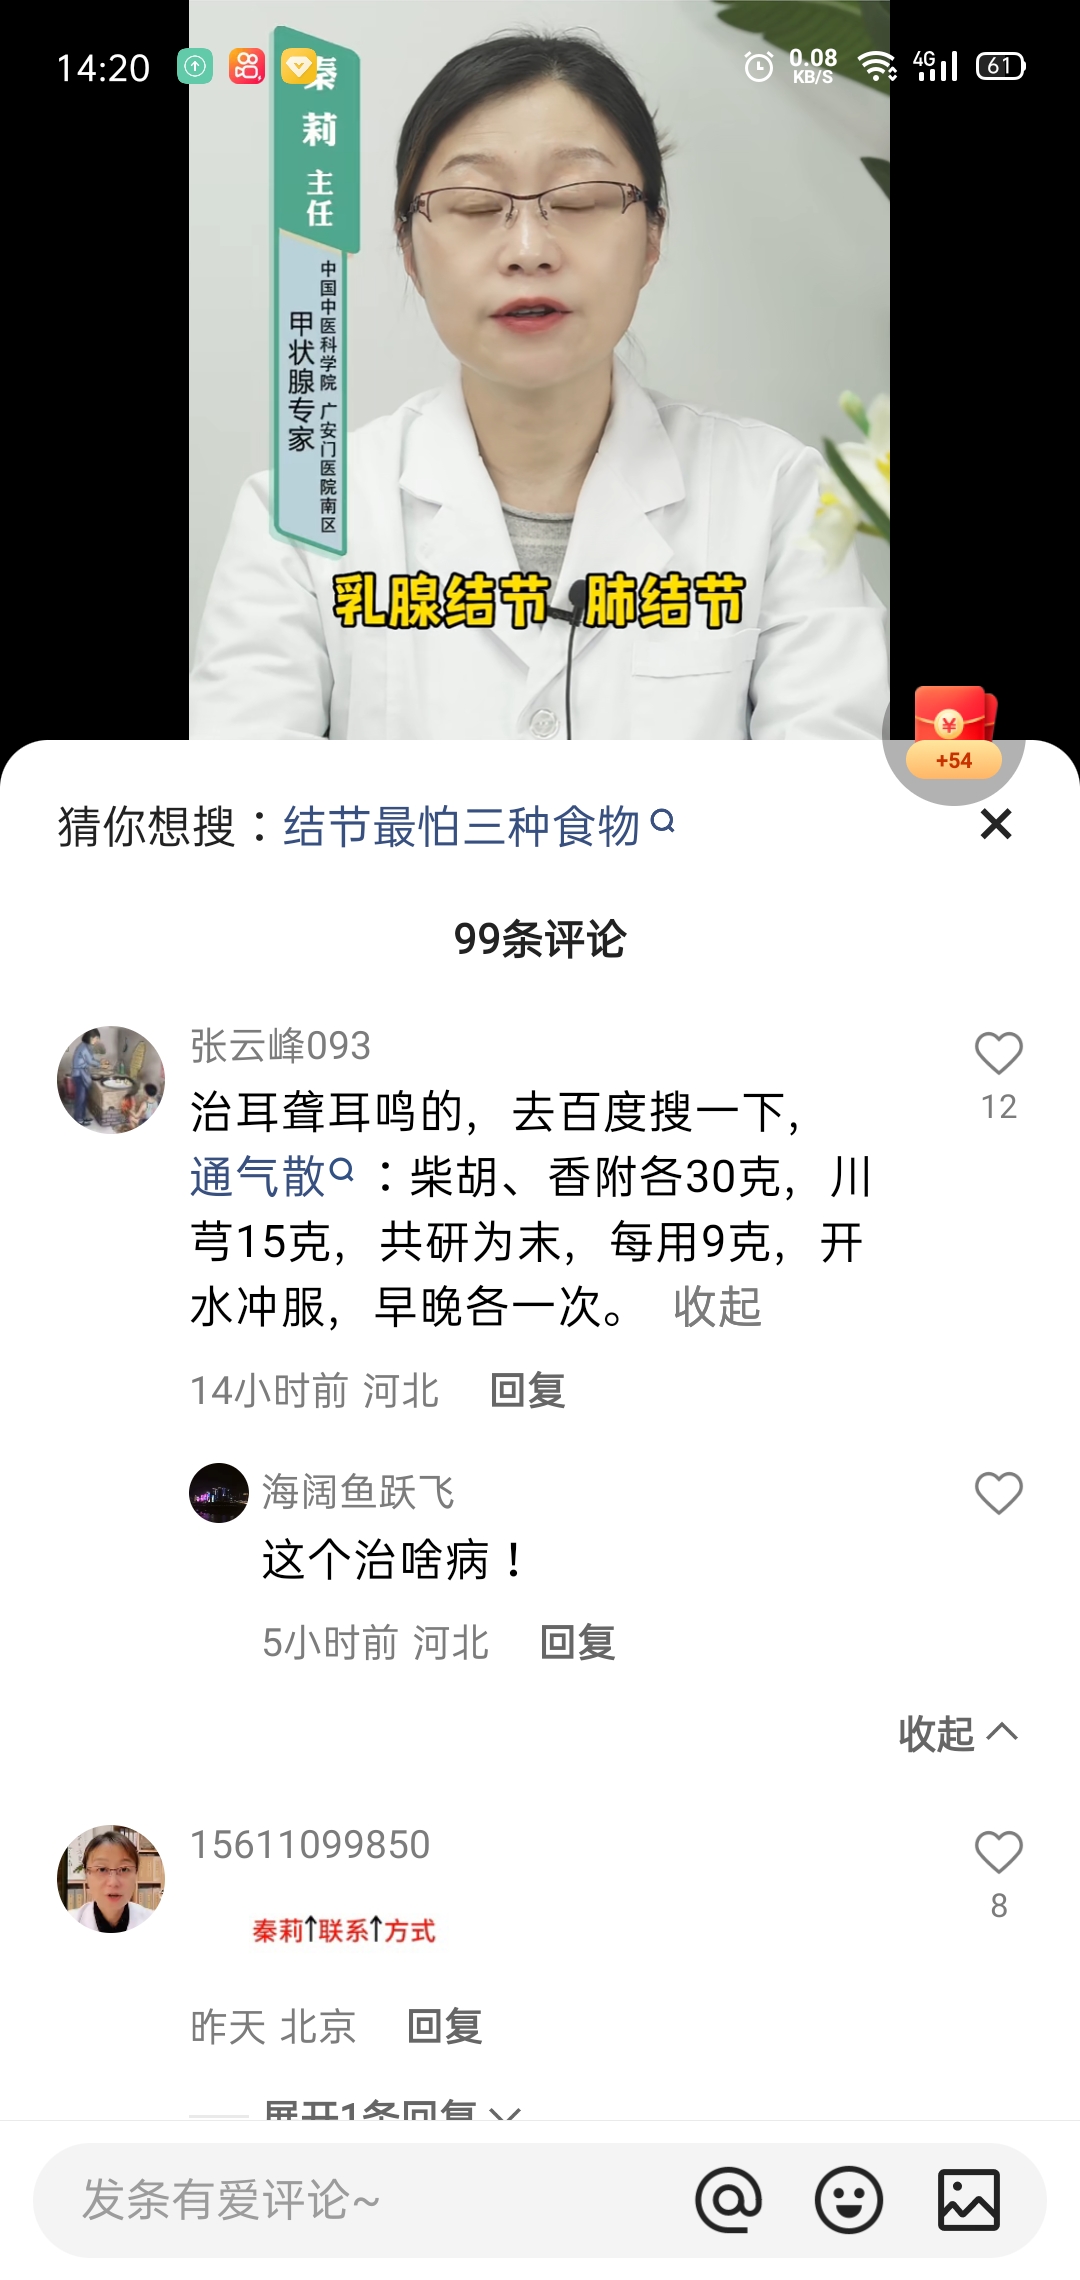 14:20
0.08
KB/S
4G
61
秦
莉
主任
中国中医科学院 广安门医院南区
甲状腺专家
乳腺结节 肺结节
¥
+54
猜你想搜：结节最怕三种食物
99条评论
张云峰093
治耳聋耳鸣的，去百度搜一下，
通气散：柴胡、香附各30克，川
芎15克，共研为末，每用9克，开
水冲服，早晚各一次。 收起
12
14小时前 河北 回复
海阔鱼跃飞
这个治啥病！
5小时前 河北 回复
收起
15611099850
秦莉↑联系↑方式
8
昨天 北京 回复
展开1条回复
发条有爱评论~